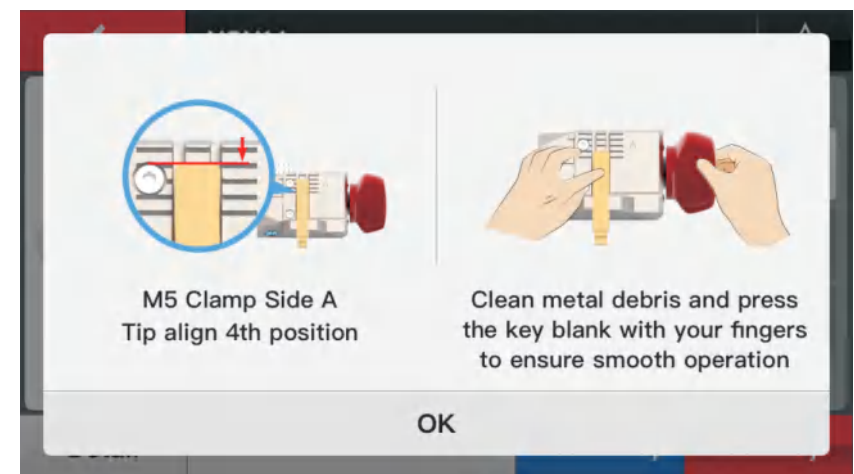 M5 Clamp Side A
Tip align 4th position
Clean metal debris and press
the key blank with your fingers
to ensure smooth operation
OK